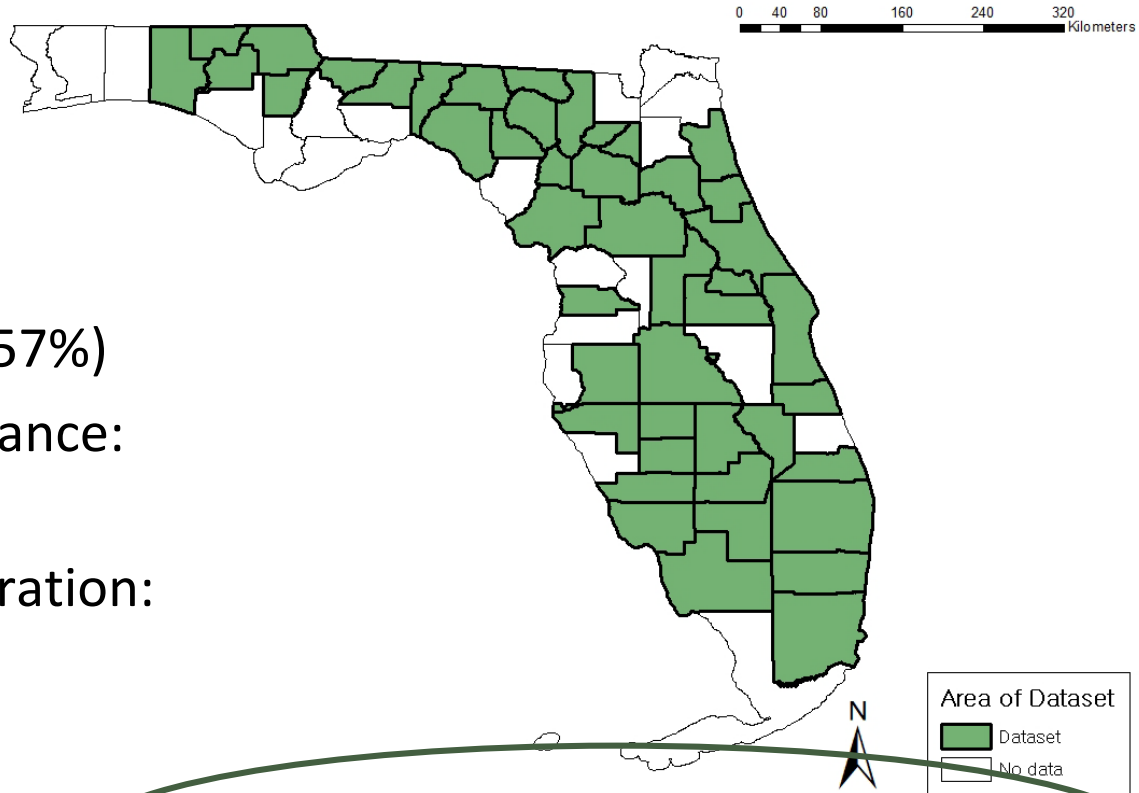 0 40 80 160 240 320
Kilometers
57%)
ance:
ration:
N
Area of Dataset
Dataset
No data